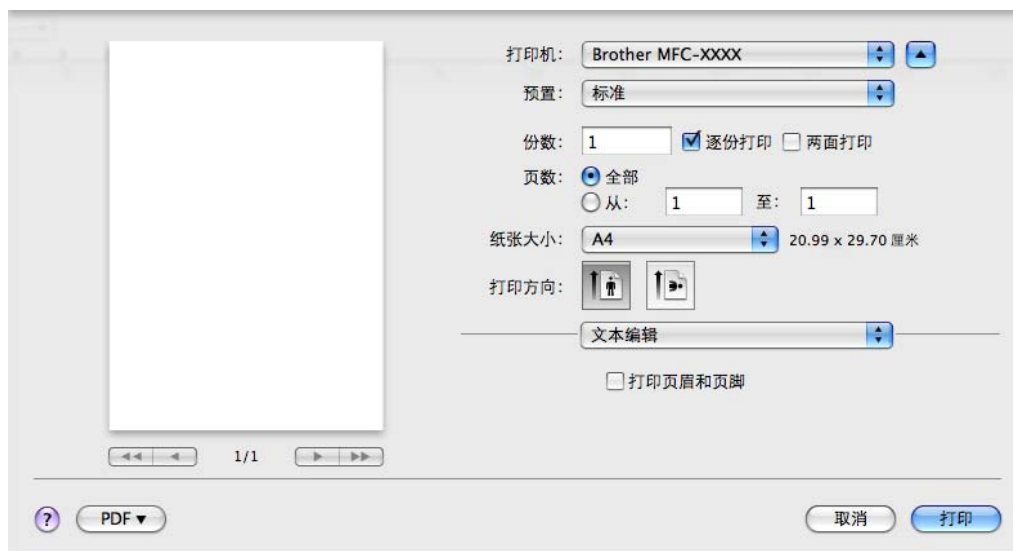 打印机： Brother MFC-XXXX
预置： 标准
份数： 1 逐份打印 两面打印
页数： 全部
从： 1 至： 1
纸张大小： A4 20.99 x 29.70 厘米
打印方向：
文本编辑
打印页眉和页脚
1/1
? PDF▼ 取消 打印